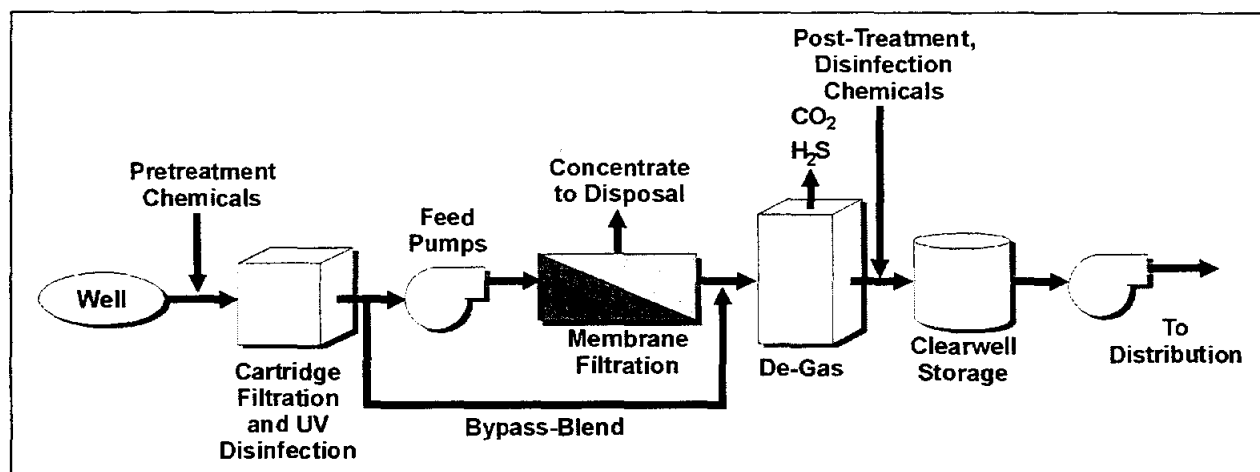 Post-Treatment,
Disinfection
Chemicals
CO2
H2S
Pretreatment
Chemicals
Concentrate
to Disposal
Feed
Pumps
Well
Membrane
Filtration
De-Gas
Clearwell
Storage
To
Distribution
Cartridge
Filtration
and UV
Disinfection
Bypass-Blend